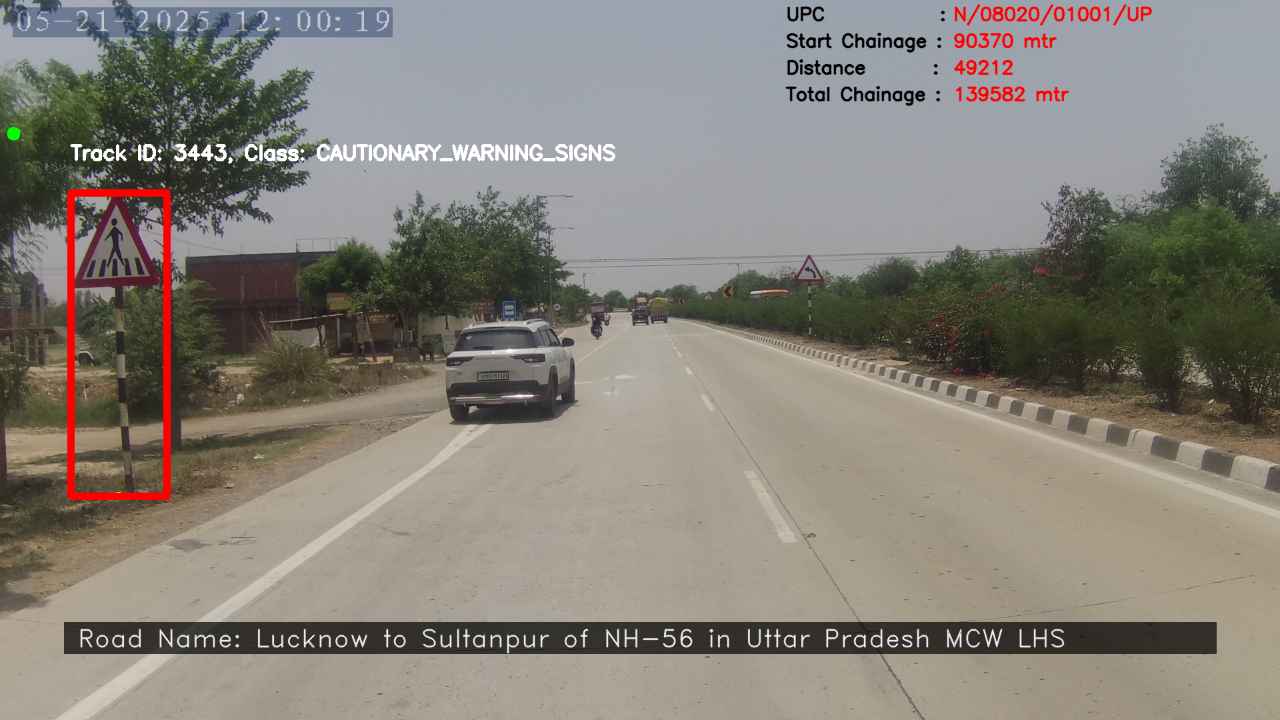 05-21-2025 12:00:19
UPC : N/08020/01001/UP
Start Chainage : 90370 mtr
Distance : 49212
Total Chainage : 139582 mtr
Track ID: 3443, Class: CAUTIONARY_WARNING_SIGNS
Road Name: Lucknow to Sultanpur of NH-56 in Uttar Pradesh MCW LHS